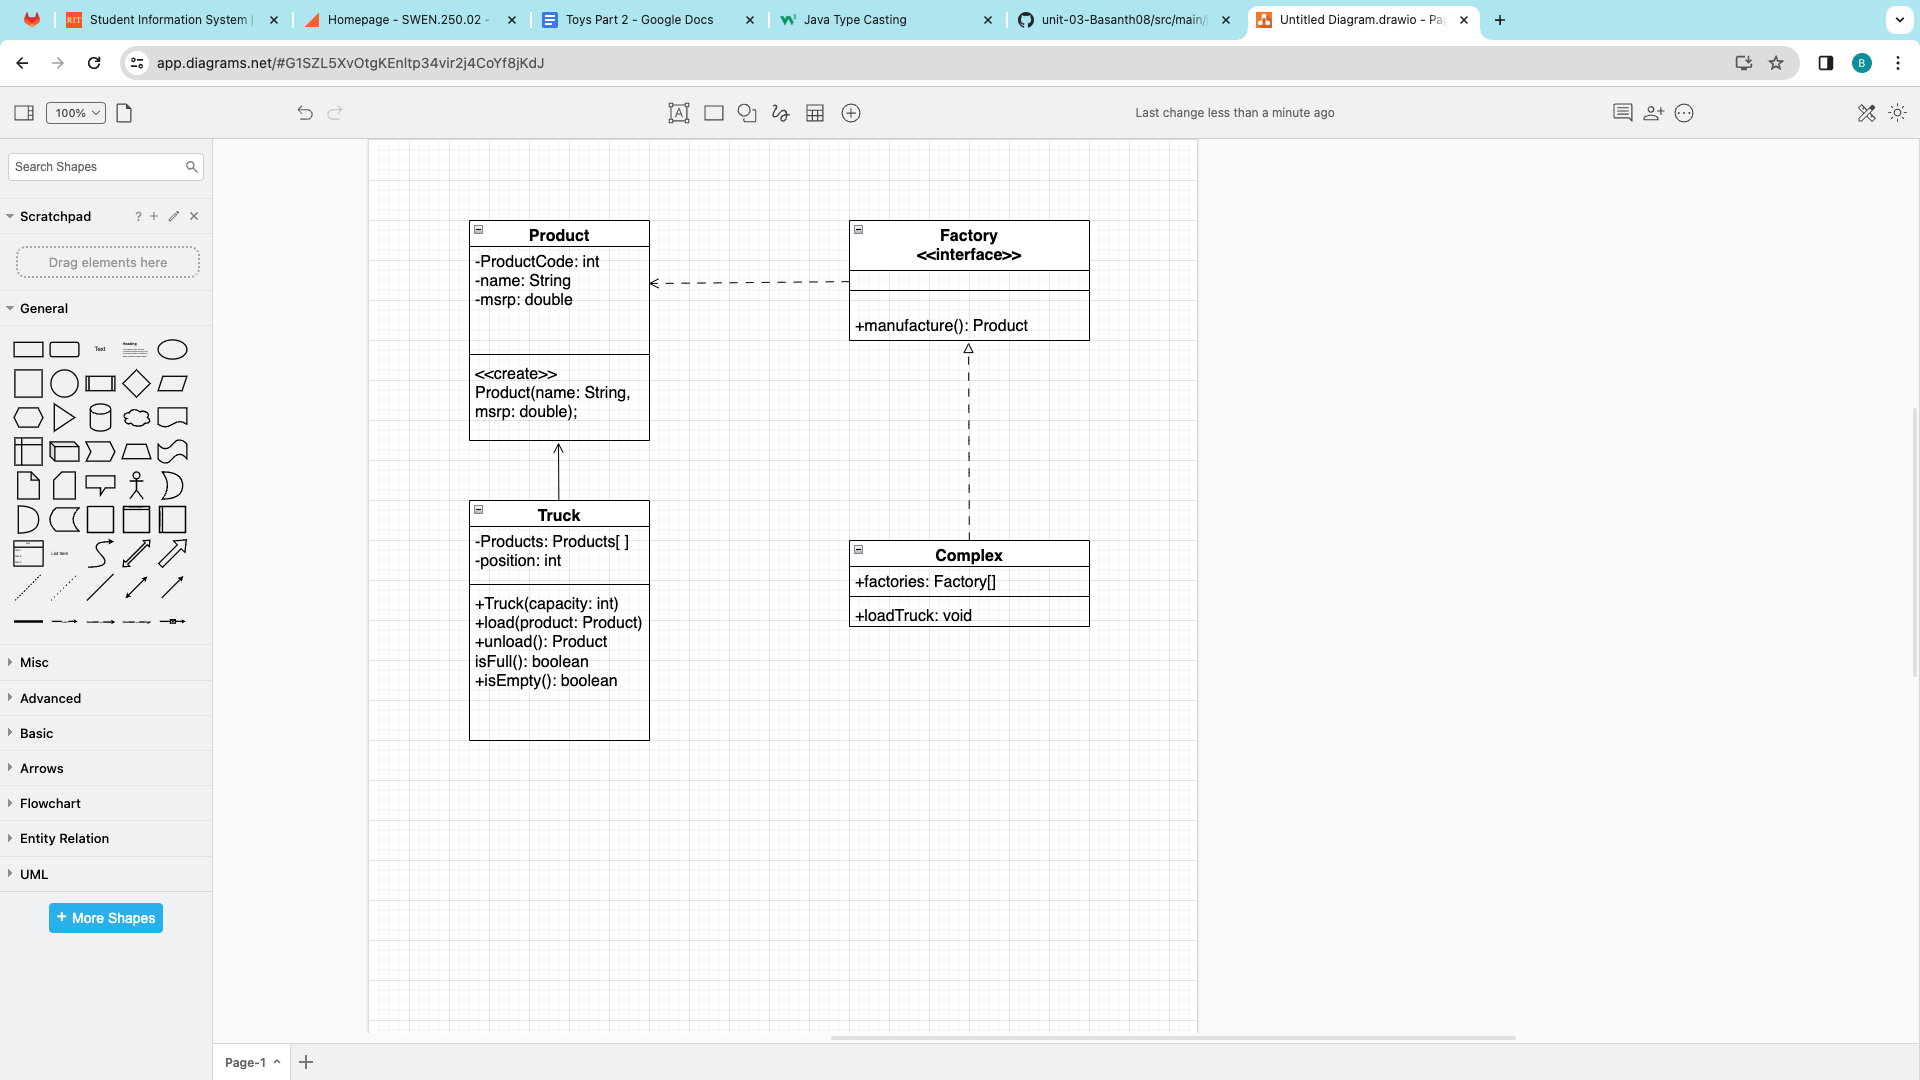 Student Information System |
Homepage - SWEN.250.02 -
Toys Part 2 - Google Docs
Java Type Casting
unit-03-Basanth08/src/main/j
Untitled Diagram.drawio - Pa
app.diagrams.net/#G1SZL5XvOtgKEnltp34vir2j4CoYf8jKdJ
B
100%
Last change less than a minute ago
Search Shapes
Scratchpad
?
Drag elements here
General
Text
Heading
List Item
Misc
Advanced
Basic
Arrows
Flowchart
Entity Relation
UML
+ More Shapes
Product
-ProductCode: int
-name: String
-msrp: double
<<create>>
Product(name: String,
msrp: double);
Factory
<<interface>>
+manufacture(): Product
Truck
-Products: Products[ ]
-position: int
+Truck(capacity: int)
+load(product: Product)
+unload(): Product
isFull(): boolean
+isEmpty(): boolean
Complex
+factories: Factory[]
+loadTruck: void
Page-1